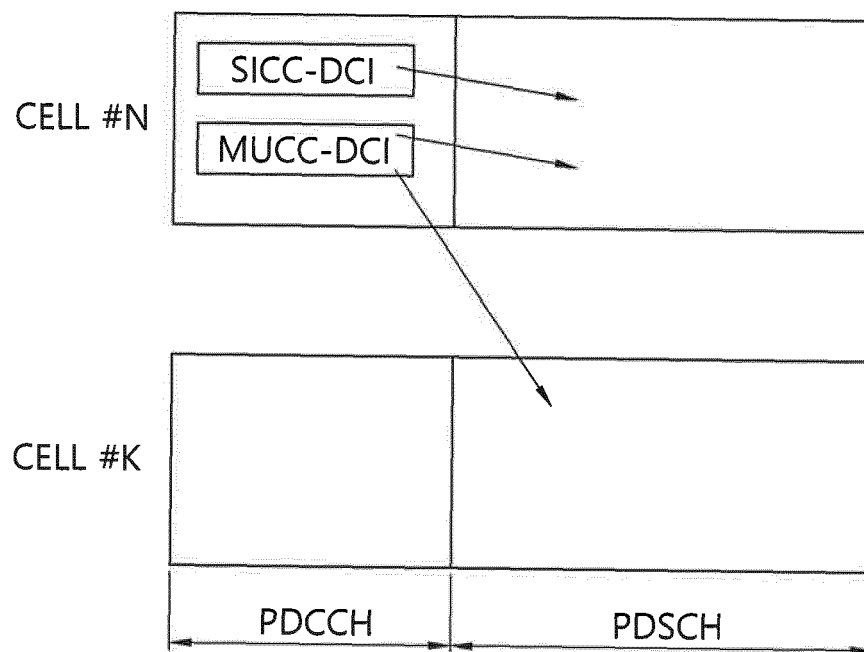 SICC-DCI
CELL #N
MUCC-DCI
CELL #K
PDCCH
PDSCH